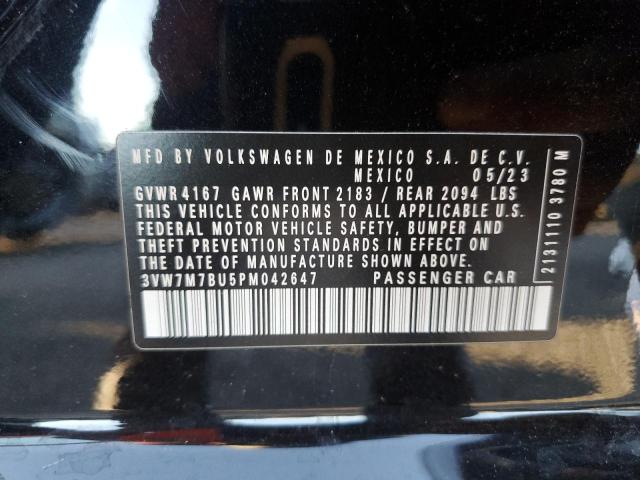 MFD BY VOLKSWAGEN DE MEXICO S.A. DE C.V.
MEXICO 05/23
GVWR 4167 GAWR FRONT 2183 / REAR 2094 LBS
THIS VEHICLE CONFORMS TO ALL APPLICABLE U.S.
FEDERAL MOTOR VEHICLE SAFETY, BUMPER AND
THEFT PREVENTION STANDARDS IN EFFECT ON
THE DATE OF MANUFACTURE SHOWN ABOVE
3VW7M7BU5PM042647 PASSENGER CAR
2131110 3780 M